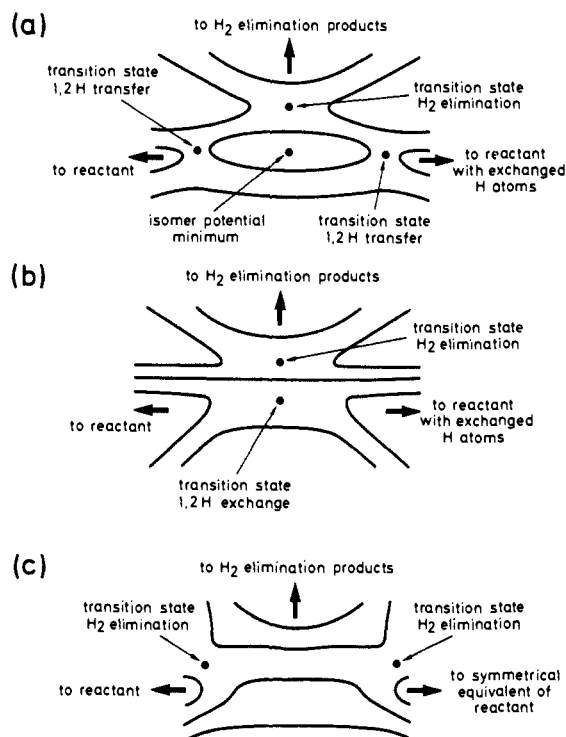 (a)
to H2 elimination products
transition state
1,2 H transfer
transition state
H2 elimination
to reactant
to reactant
with exchanged
H atoms
isomer potential
minimum
transition state
1,2 H transfer
(b)
to H2 elimination products
transition state
H2 elimination
to reactant
to reactant
with exchanged
H atoms
transition state
1,2 H exchange
(c)
to H2 elimination products
transition state
H2 elimination
transition state
H2 elimination
to reactant
to symmetrical
equivalent of
reactant